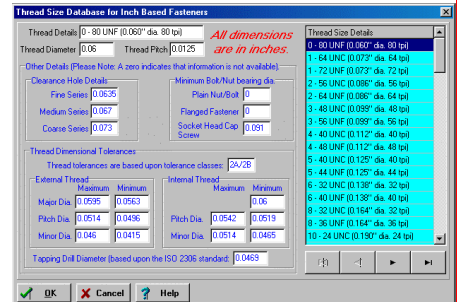 Thread Size Database for Inch Based Fasteners
Thread Details 0 - 80 UNF (0.060" dia. 80 tpi)
Thread Diameter 0.06 Thread Pitch 0.0125
All dimensions
are in inches.
Other Details (Please Note: A zero indicates that information is not available).
Clearance Hole Details
Fine Series 0.0635
Medium Series 0.067
Coarse Series 0.073
Minimum Bolt/Nut bearing dia.
Plain Nut/Bolt 0
Flanged Fastener 0
Socket Head Cap
Screw 0.091
Thread Dimensional Tolerances
Thread tolerances are based upon tolerance classes: 2A/2B
External Thread
Maximum Minimum
Major Dia. 0.0595 0.0563
Pitch Dia. 0.0514 0.0496
Minor Dia. 0.046 0.0415
Internal Thread
Maximum Minimum
0.06
Pitch Dia. 0.0542 0.0519
Minor Dia. 0.0514 0.0465
Tapping Drill Diameter (based upon the ISO 2306 standard: 0.0469
Thread Size Details
0 - 80 UNF (0.060" dia. 80 tpi)
1 - 64 UNC (0.073" dia. 64 tpi)
1 - 72 UNF (0.073" dia. 72 tpi)
2 - 56 UNC (0.086" dia. 56 tpi)
2 - 64 UNF (0.086" dia. 64 tpi)
3 - 48 UNC (0.099" dia. 48 tpi)
3 - 56 UNF (0.099" dia. 56 tpi)
4 - 40 UNC (0.112" dia. 40 tpi)
4 - 48 UNF (0.112" dia. 48 tpi)
5 - 40 UNC (0.125" dia. 40 tpi)
5 - 44 UNF (0.125" dia. 44 tpi)
6 - 32 UNC (0.138" dia. 32 tpi)
6 - 40 UNF (0.138" dia. 40 tpi)
8 - 32 UNC (0.164" dia. 32 tpi)
8 - 36 UNF (0.164" dia. 36 tpi)
10 - 24 UNC (0.190" dia. 24 tpi)
OK Cancel Help